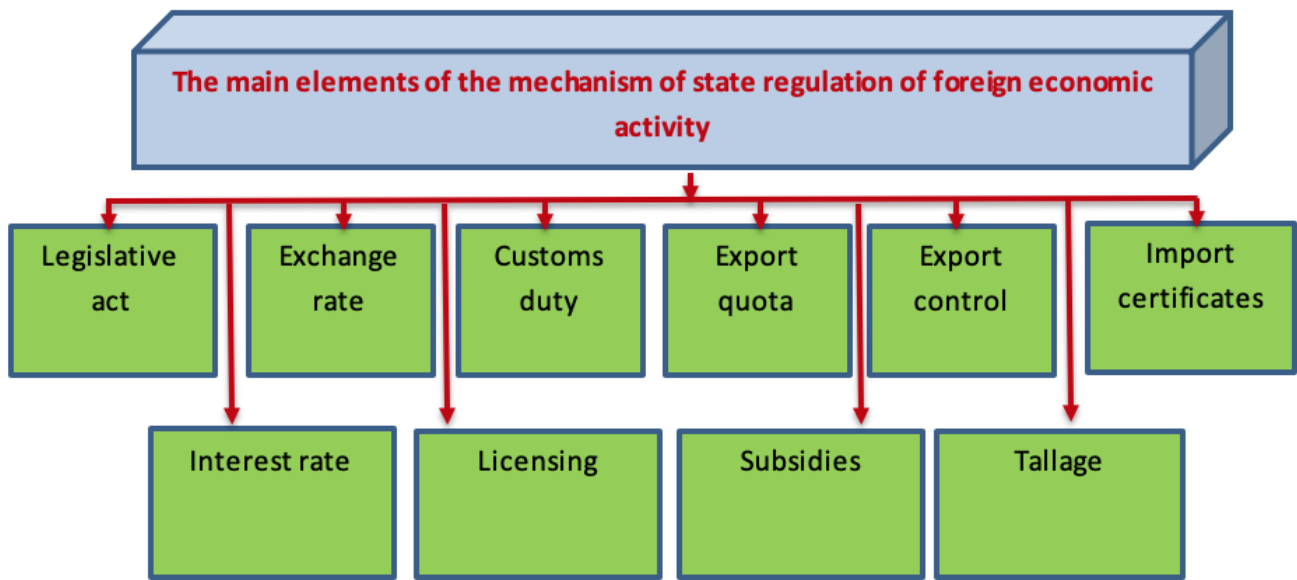 The main elements of the mechanism of state regulation of foreign economic
activity
Legislative
act
Exchange
rate
Customs
duty
Export
quota
Export
control
Import
certificates
Interest rate
Licensing
Subsidies
Tallage